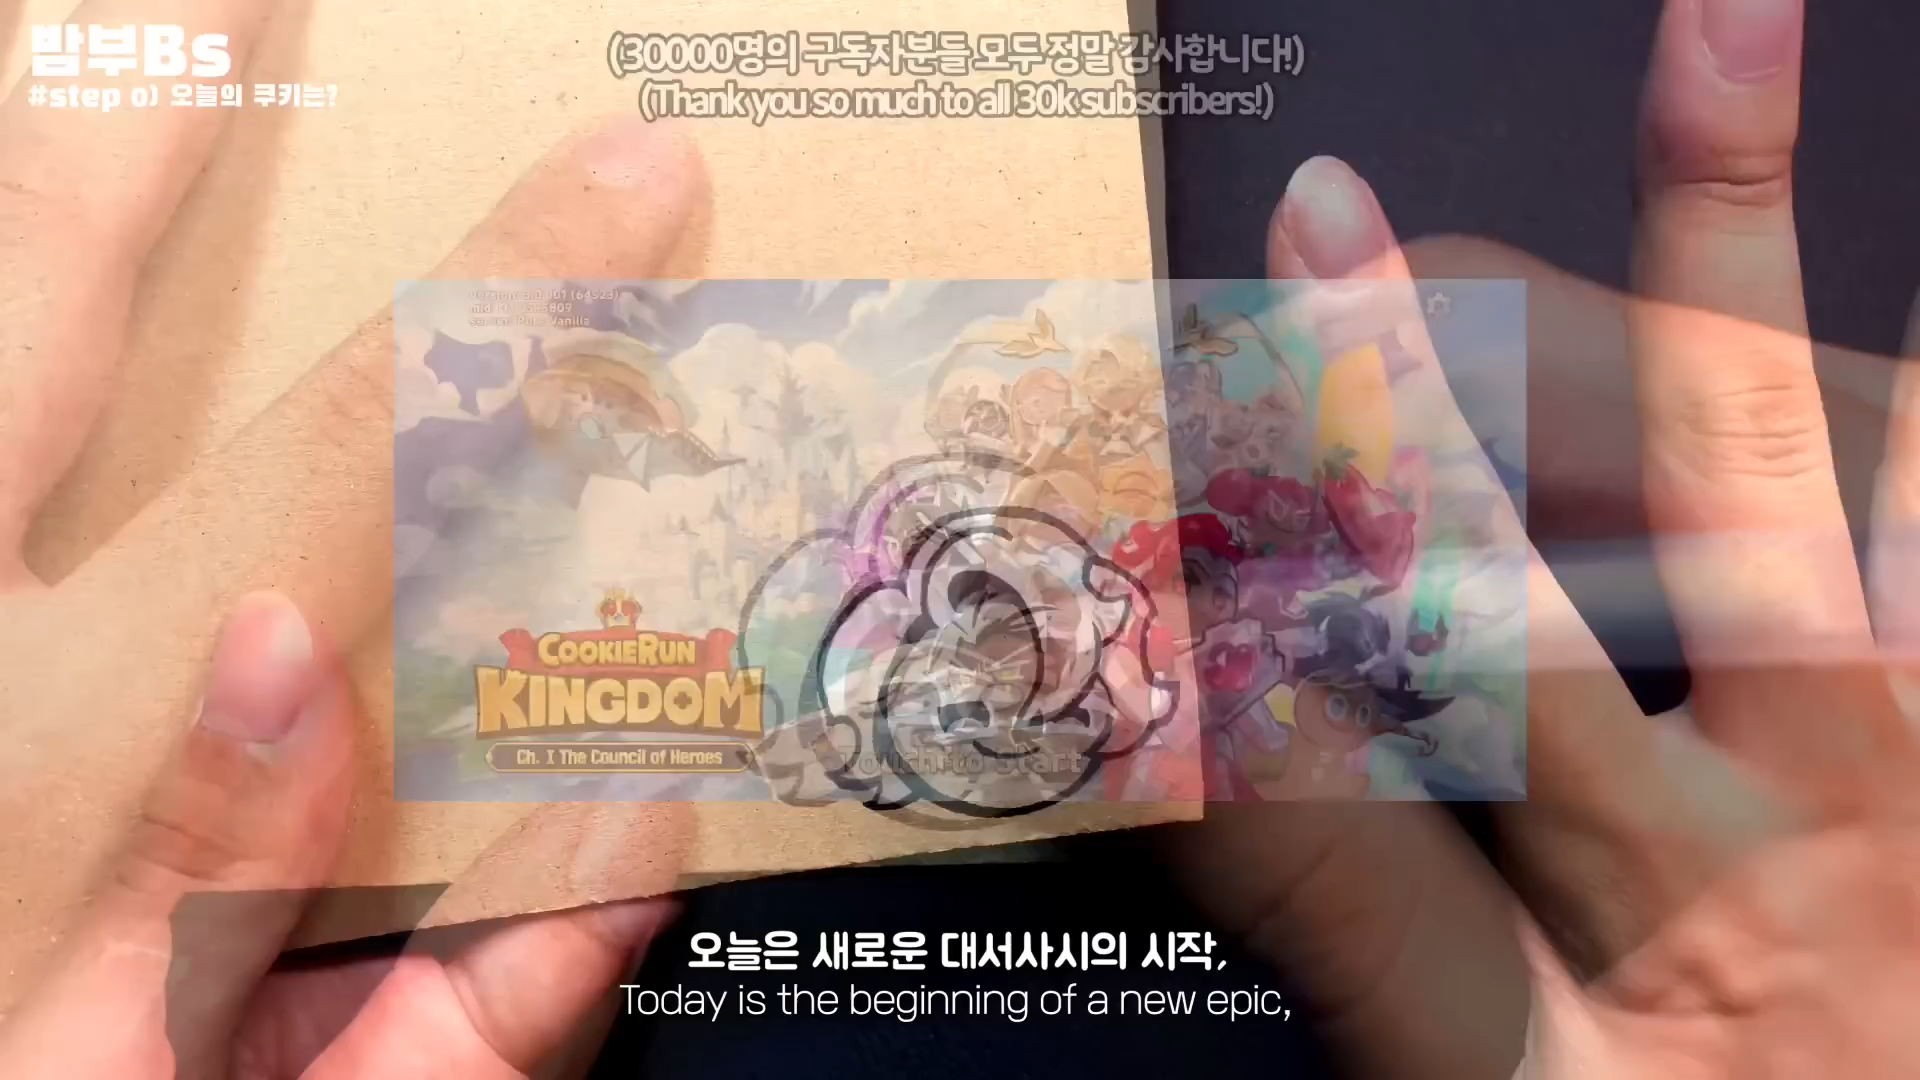 밤부Bs
#step 0) 오늘의 쿠키는?
(30000명의 구독자분들 모두 정말 감사합니다!)
(Thank you so much to all 30k subscribers!)
COOKIERUN
KINGDOM
Ch. I The Council of Heroes
Touch to Start
오늘은 새로운 대서사시의 시작,
Today is the beginning of a new epic,